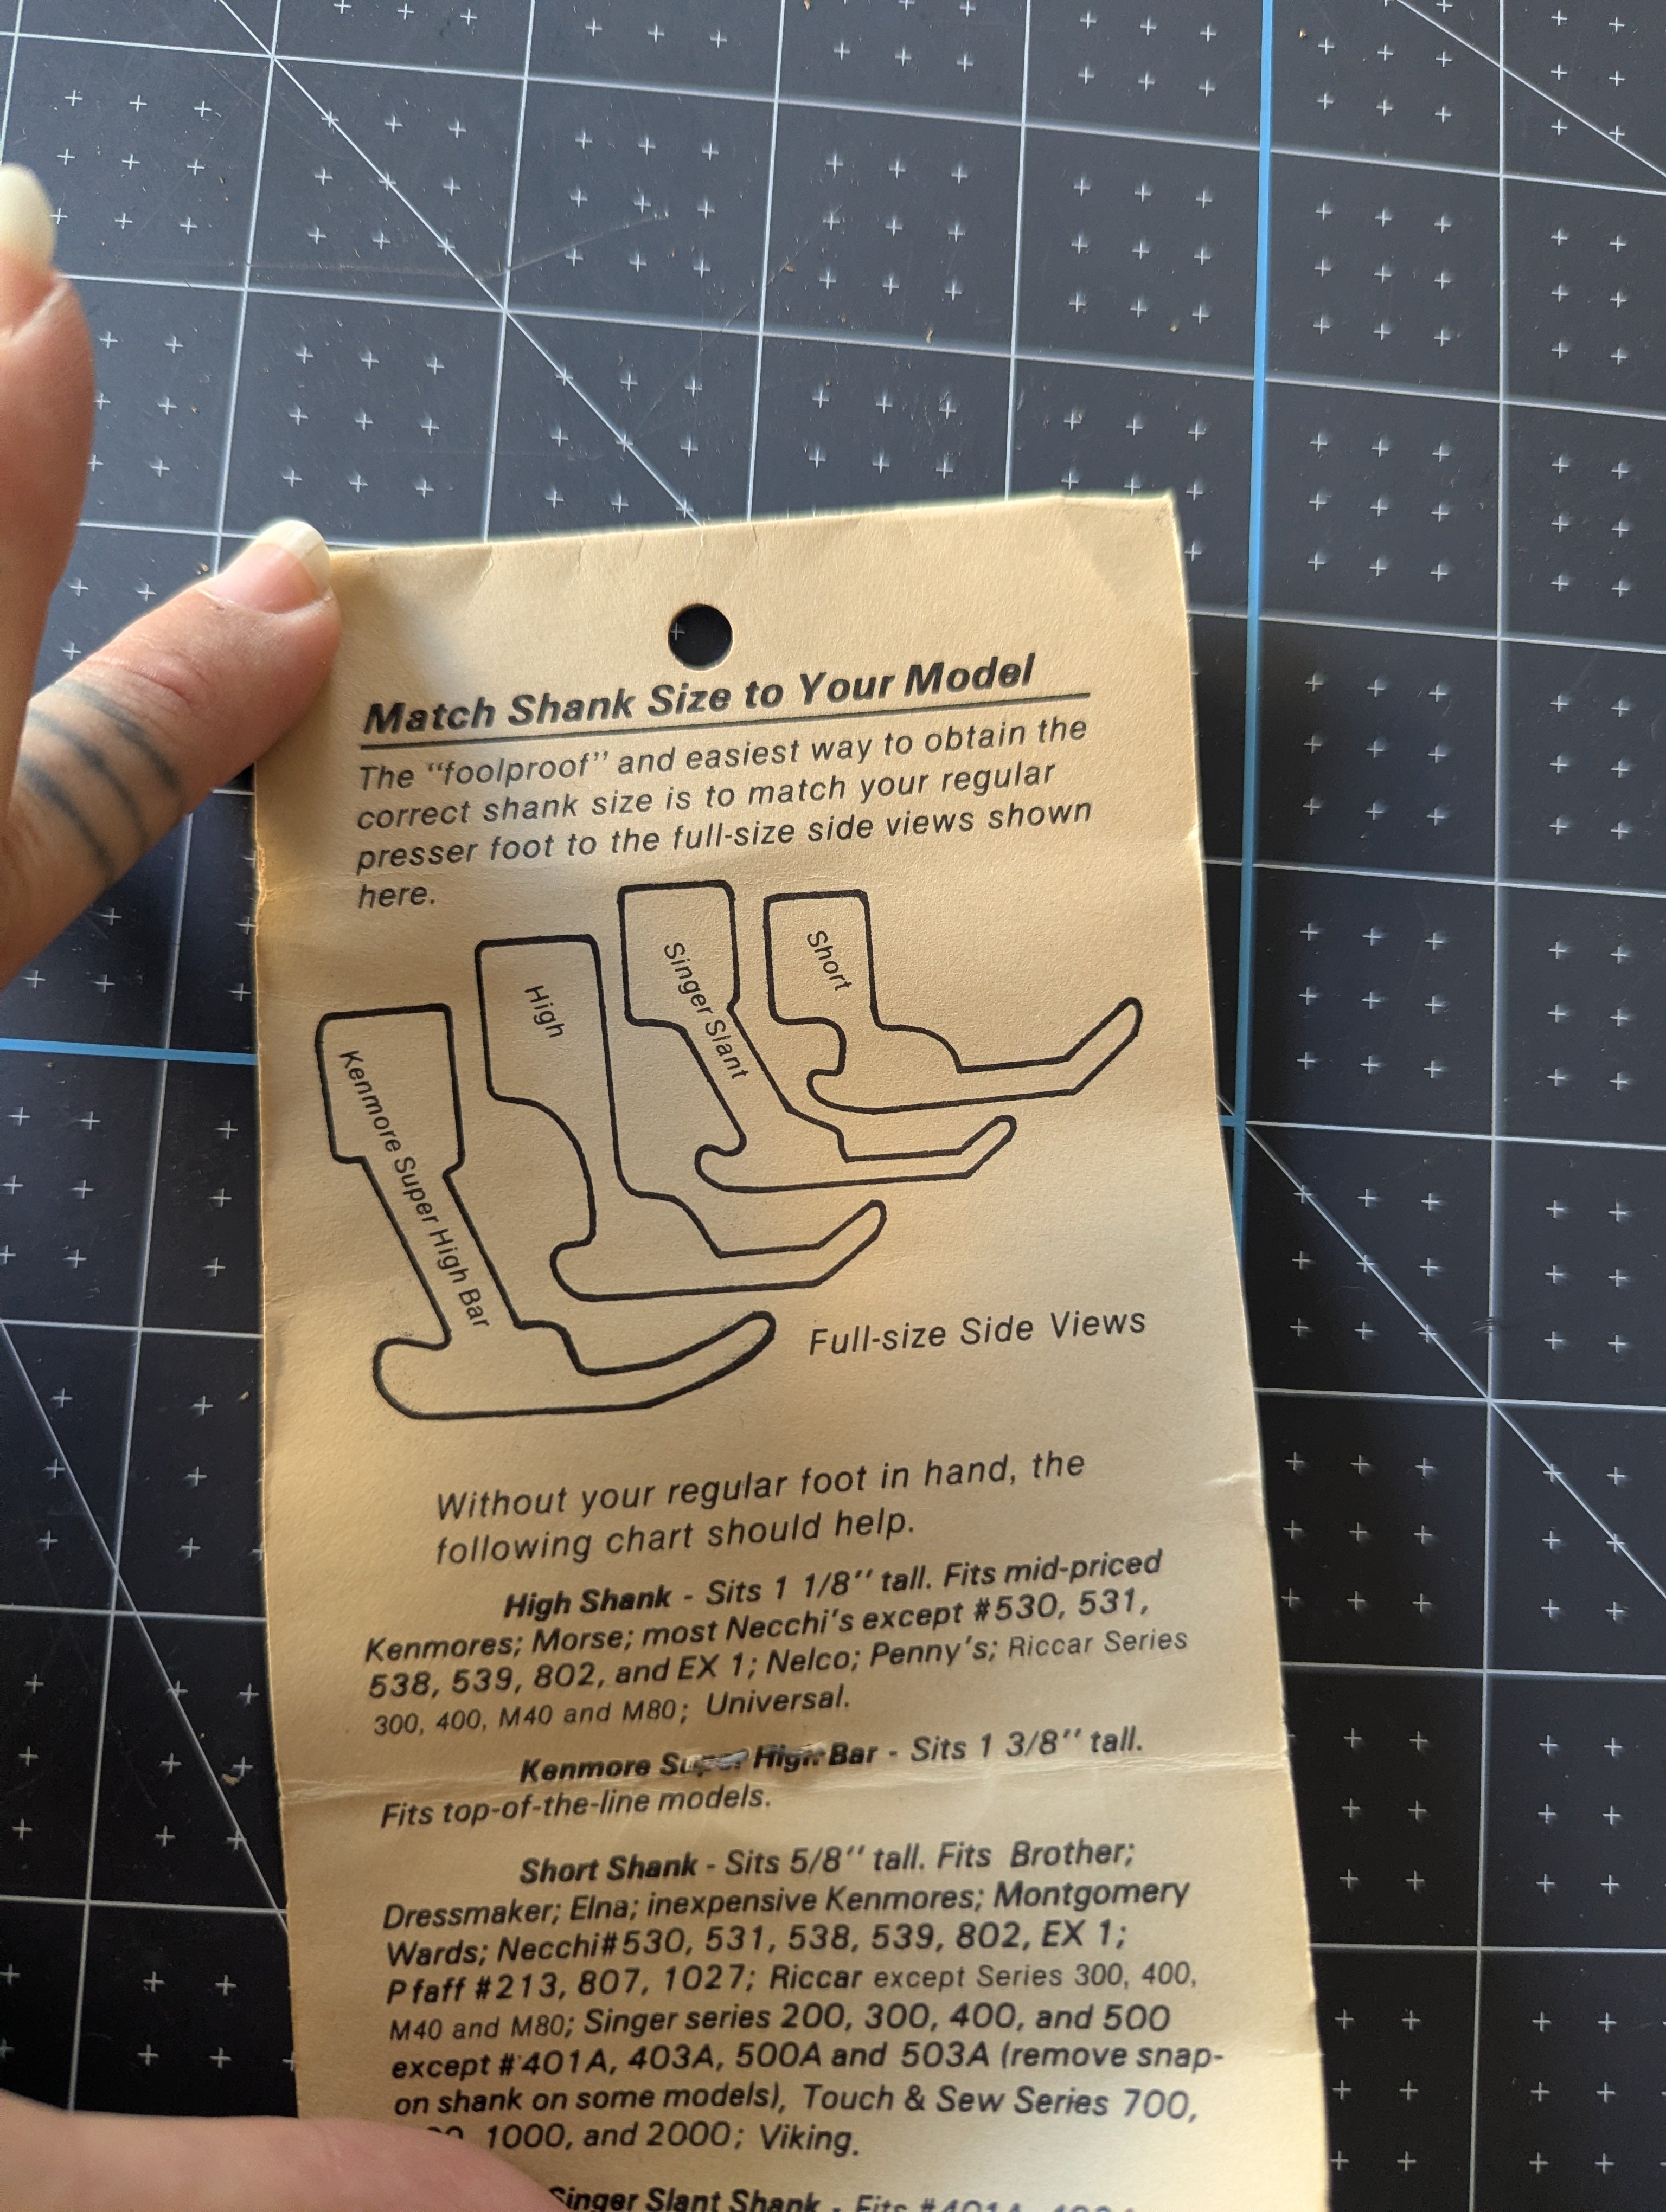 Match Shank Size to Your Model
The "foolproof" and easiest way to obtain the
correct shank size is to match your regular
presser foot to the full-size side views shown
here.
Kenmore Super High Bar
High
Singer Slant
Short
Full-size Side Views
Without your regular foot in hand, the
following chart should help.
High Shank - Sits 1 1/8'' tall. Fits mid-priced
Kenmores; Morse; most Necchi's except #530, 531,
538, 539, 802, and EX 1; Nelco; Penny's; Riccar Series
300, 400, M40 and M80; Universal.
Kenmore Super High Bar - Sits 1 3/8'' tall.
Fits top-of-the-line models.
Short Shank - Sits 5/8'' tall. Fits Brother;
Dressmaker; Elna; inexpensive Kenmores; Montgomery
Wards; Necchi#530, 531, 538, 539, 802, EX 1;
Pfaff #213, 807, 1027; Riccar except Series 300, 400,
M40 and M80; Singer series 200, 300, 400, and 500
except #401A, 403A, 500A and 503A (remove snap-
on shank on some models), Touch & Sew Series 700,
1000, and 2000; Viking.
Singer Slant Shank - Fits #401A,